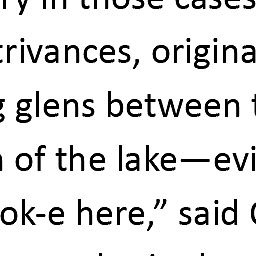 ry in those cases
trivances, origina
g glens between t
n of the lake—evi
ok-e here,” said C